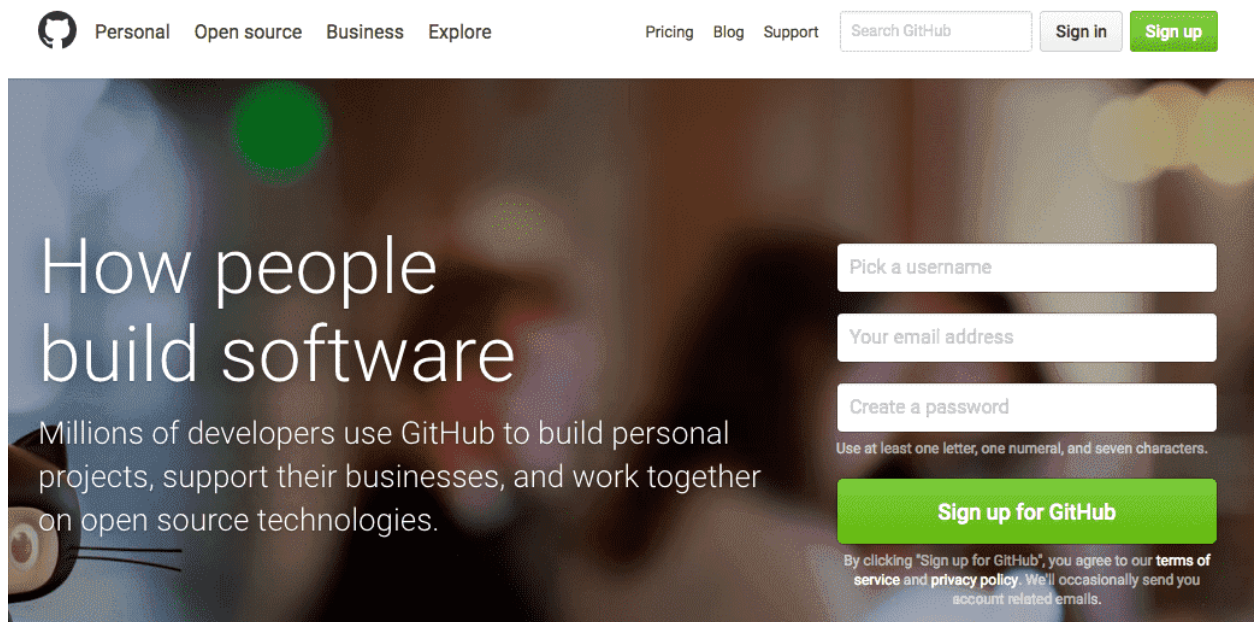 Personal Open source Business Explore Pricing Blog Support Search GitHub Sign in Sign up
How people
build software
Millions of developers use GitHub to build personal
projects, support their businesses, and work together
on open source technologies.
Pick a username
Your email address
Create a password
Use at least one letter, one numeral, and seven characters.
Sign up for GitHub
By clicking "Sign up for GitHub", you agree to our terms of
service and privacy policy. We'll occasionally send you
account related emails.